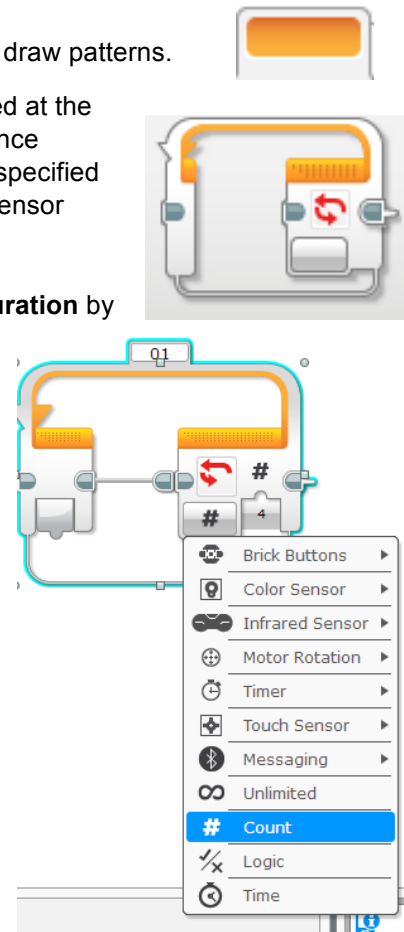 draw patterns.
ed at the
nce
specified
ensor
uration by
01
#
# 4
Brick Buttons
Color Sensor
Infrared Sensor
Motor Rotation
Timer
Touch Sensor
Messaging
Unlimited
# Count
Logic
Time